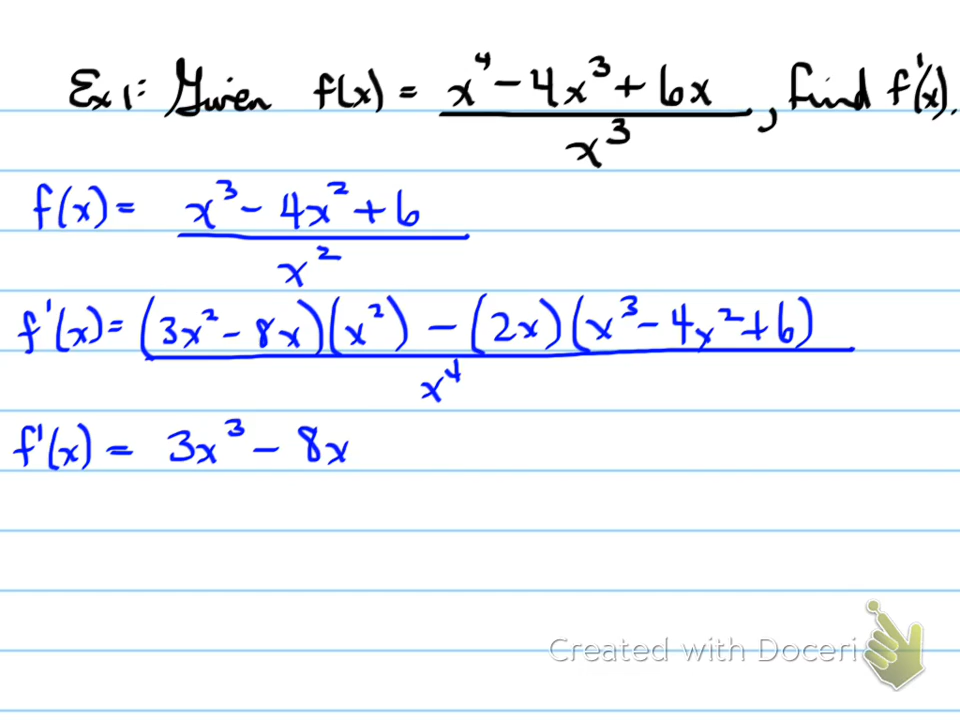 Ex 1: Given f(x) = (x⁴ - 4x³ + 6x)/x³, find f'(x).
f(x) = (x³ - 4x² + 6)/x²
f'(x) = ((3x² - 8x)(x²) - (2x)(x³ - 4x² + 6))/x⁴
f'(x) = 3x³ - 8x
Created with Doceri